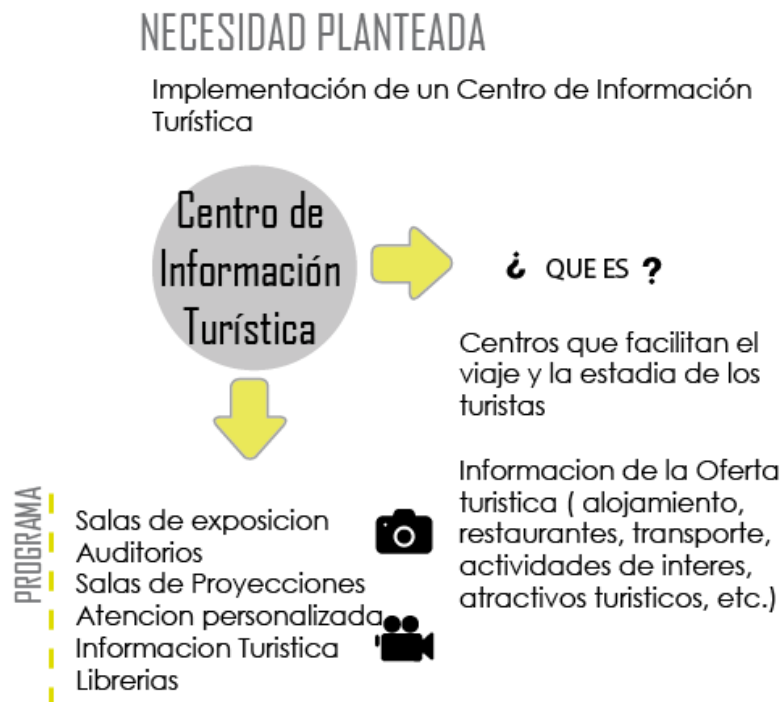 NECESIDAD PLANTEADA
Implementación de un Centro de Información
Turística
Centro de
Información
Turística
¿ QUE ES ?
Centros que facilitan el
viaje y la estadia de los
turistas
Informacion de la Oferta
turistica ( alojamiento,
restaurantes, transporte,
actividades de interes,
atractivos turisticos, etc.)
PROGRAMA
Salas de exposicion
Auditorios
Salas de Proyecciones
Atencion personalizada
Informacion Turistica
Librerias